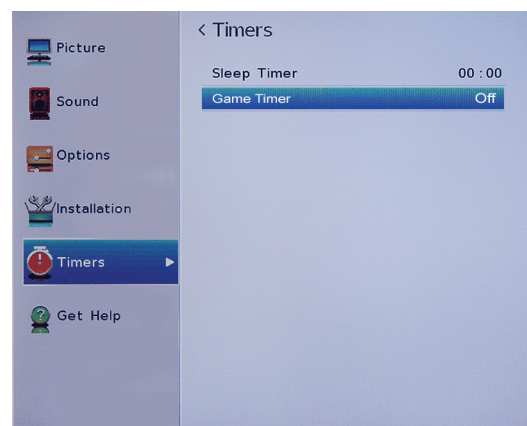 Picture
Sound
Options
Installation
Timers
Get Help
< Timers
Sleep Timer 00 : 00
Game Timer Off